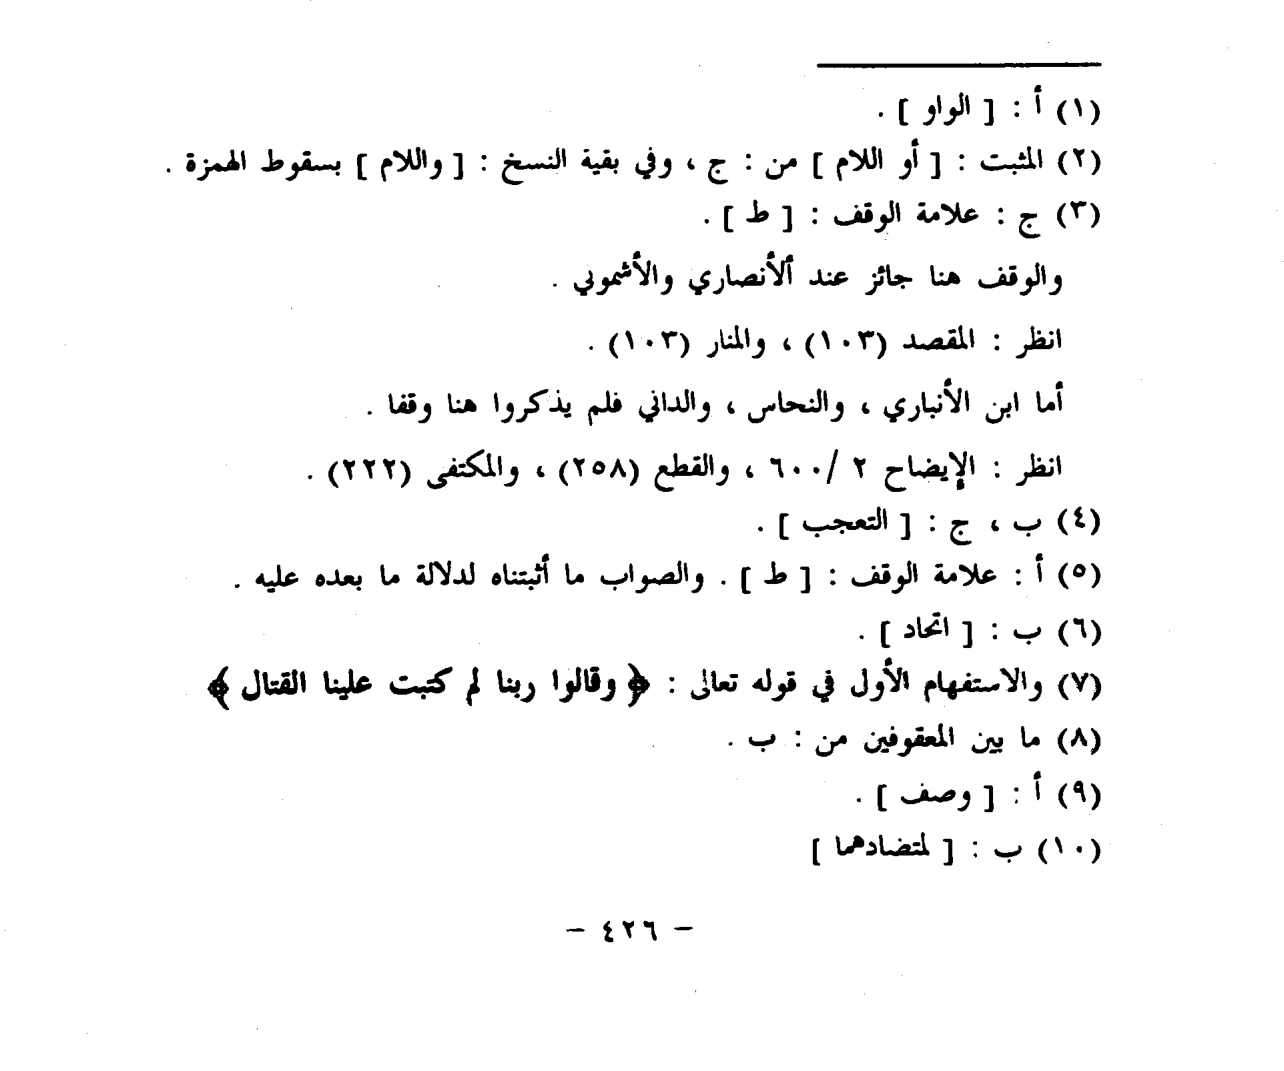 (١) أ : [ الواو ] .
(٢) المثبت : [ أو اللام ] من : ج ، وفي بقية النسخ : [ واللام ] بسقوط الهمزة .
(٣) ج : علامة الوقف : [ ط ] .
والوقف هنا جائز عند ألأنصاري والأشموني .
انظر : المقصد (١٠٣) ، والمنار (١٠٣) .
أما ابن الأنباري ، والنحاس ، والداني فلم يذكروا هنا وقفا .
انظر : الإيضاح ٢ /٦٠٠ ، والقطع (٢٥٨) ، والمكتفى (٢٢٢) .
(٤) ب ، ج : [ التعجب ] .
(٥) أ : علامة الوقف : [ ط ] . والصواب ما أثبتناه لدلالة ما بعده عليه .
(٦) ب : [ اتحاد ] .
(٧) والاستفهام الأول في قوله تعالى : ﴿ وقالوا ربنا لم كتبت علينا القتال ﴾
(٨) ما بين المعقوفين من : ب .
(٩) أ : [ وصف ] .
(١٠) ب : [ لمتضادهما ]
- ٤٢٦ -